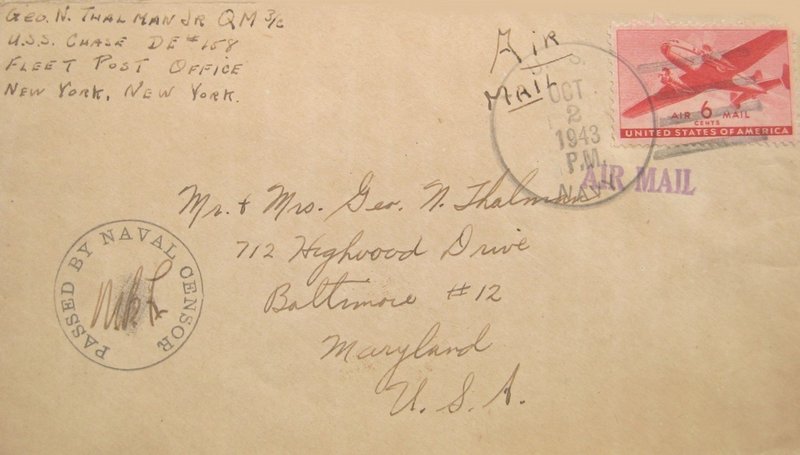 GEO. N. THALMAN JR QM 3/c
U.S.S. CHASE DE #158
FLEET POST OFFICE
NEW YORK, NEW YORK.
AIR
MAIL
U. S.
OCT
2
1943
P.M.
NAVY
AIR 6 MAIL
CENTS
UNITED STATES OF AMERICA
AIR MAIL
Mr. + Mrs. Geo. N. Thalman
712 Highwood Drive
Baltimore #12
Maryland
U. S. A.
PASSED BY NAVAL CENSOR